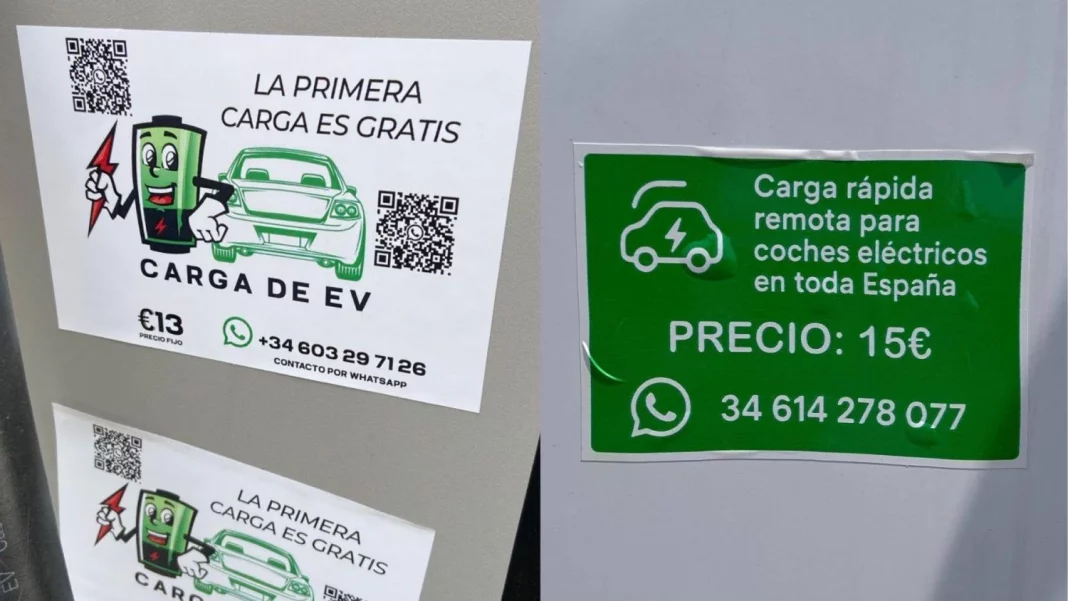 LA PRIMERA
CARGA ES GRATIS
CARGA DE EV
€13
PRECIO FIJO
+34 603 29 71 26
CONTACTO POR WHATSAPP
LA PRIMERA
CARGA ES GRATIS
EV
Carga rápida
remota para
coches eléctricos
en toda España
PRECIO: 15€
34 614 278 077